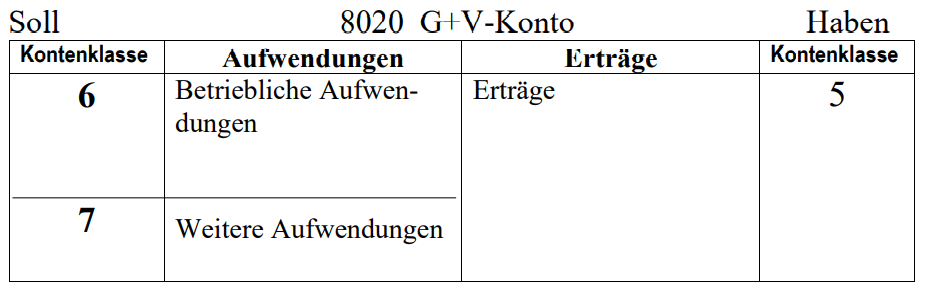 Soll 8020 G+V-Konto Haben
Kontenklasse Aufwendungen Erträge Kontenklasse
6 Betriebliche Aufwen- Erträge 5
dungen
7 Weitere Aufwendungen